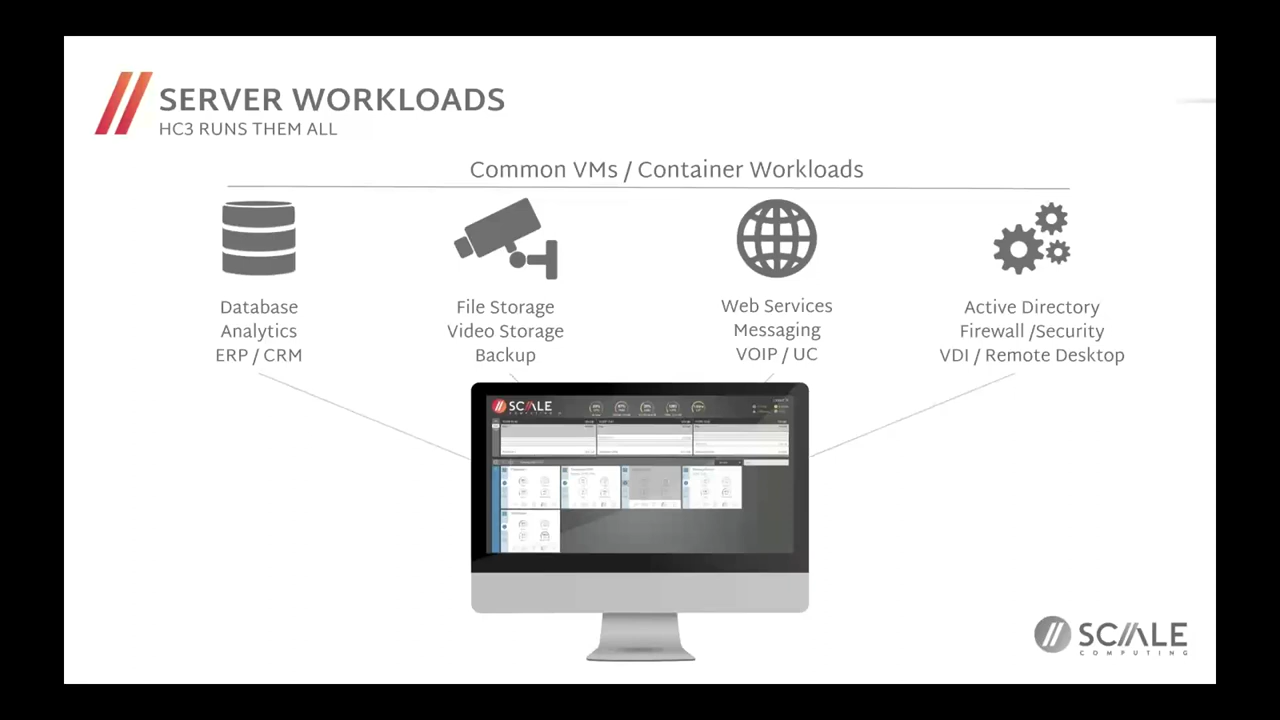 SERVER WORKLOADS
HC3 RUNS THEM ALL
Common VMs / Container Workloads
Database
Analytics
ERP / CRM
File Storage
Video Storage
Backup
Web Services
Messaging
VOIP / UC
Active Directory
Firewall /Security
VDI / Remote Desktop
SCALE
SCALE
COMPUTING